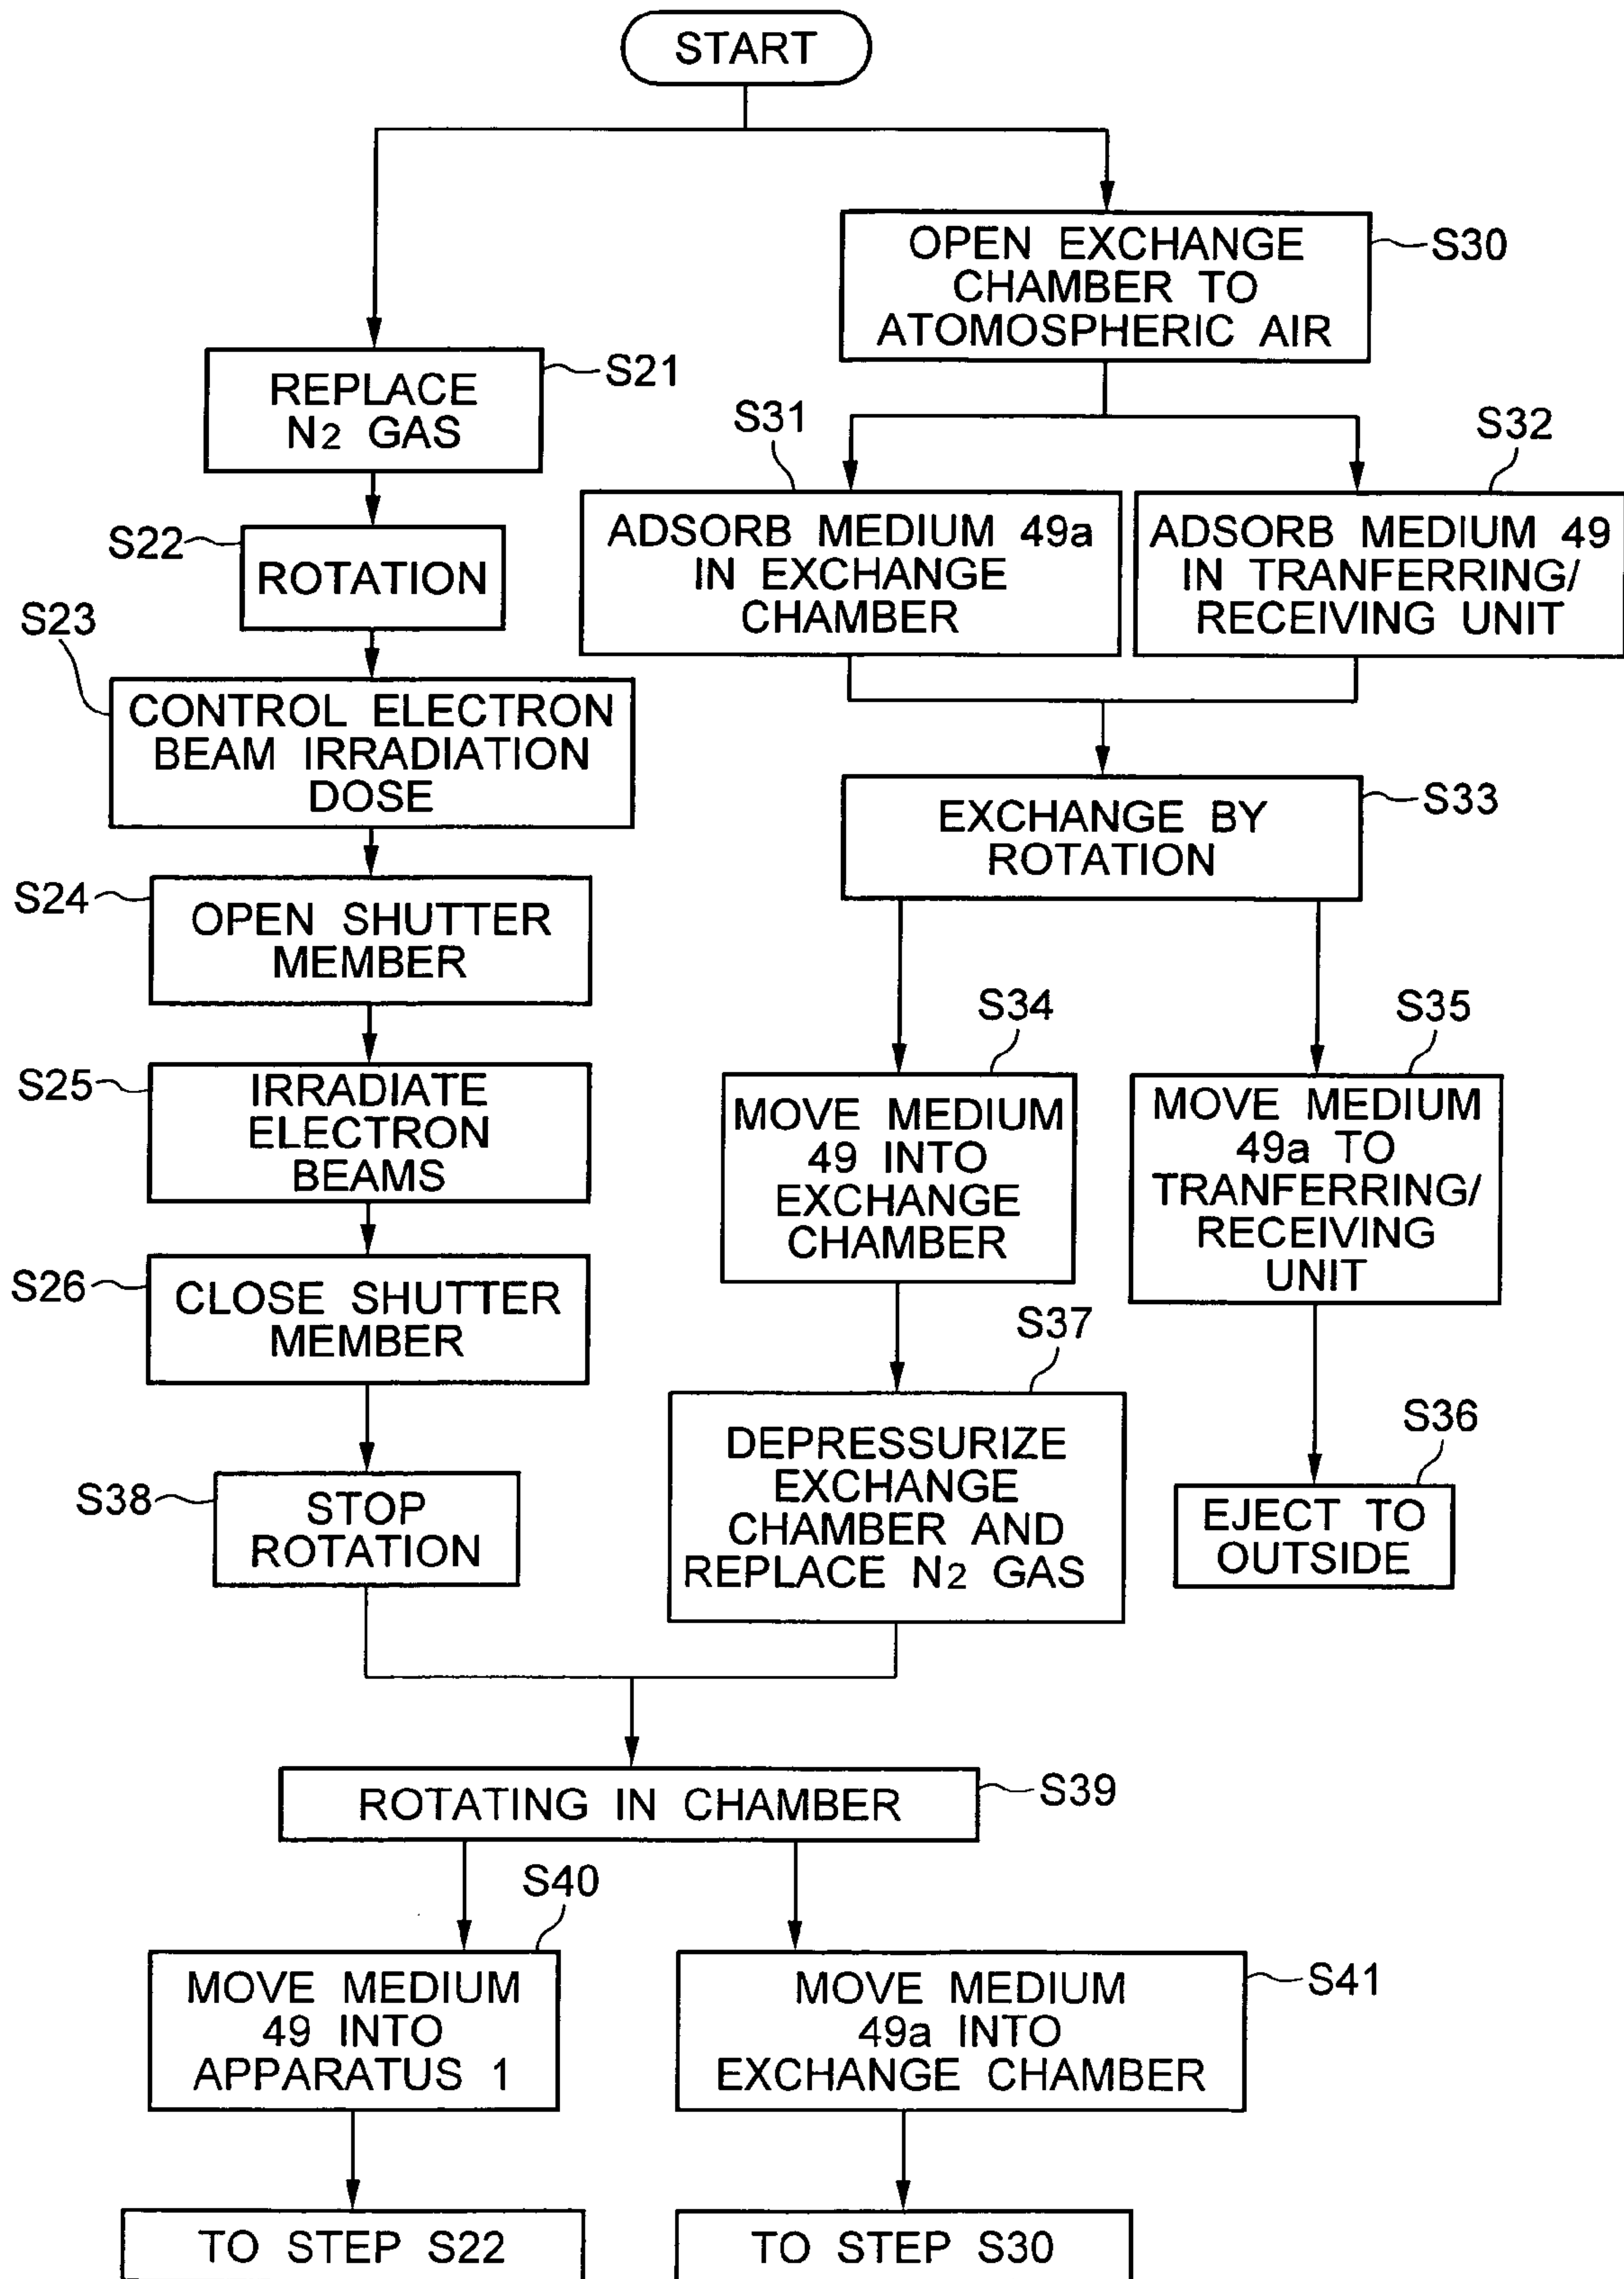 START
OPEN EXCHANGE
CHAMBER TO
ATOMOSPHERIC AIR
S30
REPLACE
N2 GAS
S21
S31
S32
ADSORB MEDIUM 49a
IN EXCHANGE
CHAMBER
ADSORB MEDIUM 49
IN TRANFERRING/
RECEIVING UNIT
S22
ROTATION
S23
CONTROL ELECTRON
BEAM IRRADIATION
DOSE
EXCHANGE BY
ROTATION
S33
S24
OPEN SHUTTER
MEMBER
S34
S35
S25
IRRADIATE
ELECTRON
BEAMS
MOVE MEDIUM
49 INTO
EXCHANGE
CHAMBER
MOVE MEDIUM
49a TO
TRANFERRING/
RECEIVING
UNIT
S26
CLOSE SHUTTER
MEMBER
S37
S36
DEPRESSURIZE
EXCHANGE
CHAMBER AND
REPLACE N2 GAS
EJECT TO
OUTSIDE
S38
STOP
ROTATION
ROTATING IN CHAMBER
S39
S40
MOVE MEDIUM
49 INTO
APPARATUS 1
MOVE MEDIUM
49a INTO
EXCHANGE CHAMBER
S41
TO STEP S22
TO STEP S30